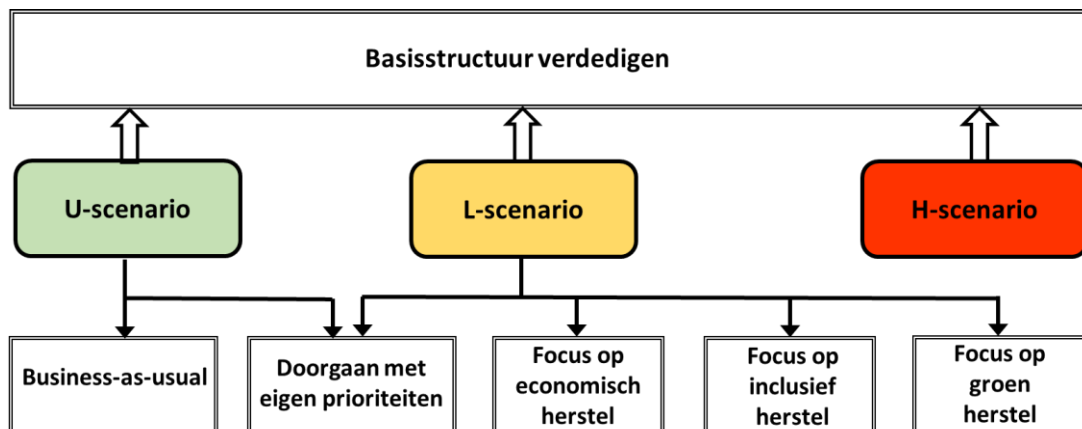 Basisstructuur verdedigen
U-scenario
L-scenario
H-scenario
Business-as-usual
Doorgaan met
eigen prioriteiten
Focus op
economisch
herstel
Focus op
inclusief
herstel
Focus op
groen
herstel